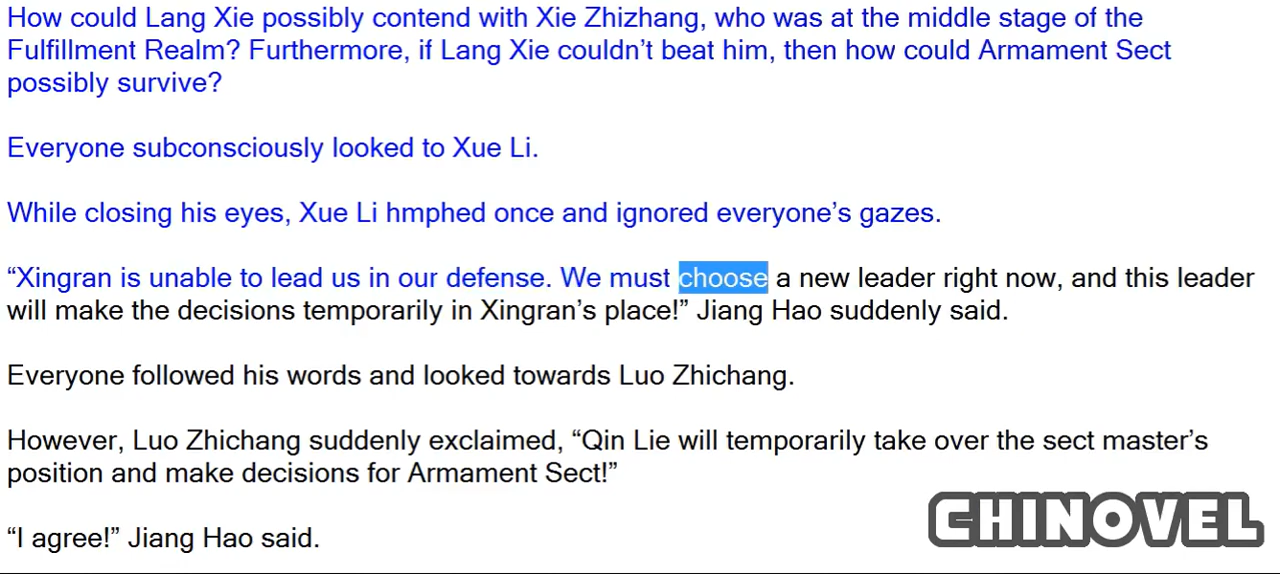 How could Lang Xie possibly contend with Xie Zhizhang, who was at the middle stage of the
Fulfillment Realm? Furthermore, if Lang Xie couldn’t beat him, then how could Armament Sect
possibly survive?
Everyone subconsciously looked to Xue Li.
While closing his eyes, Xue Li hmphed once and ignored everyone’s gazes.
“Xingran is unable to lead us in our defense. We must choose a new leader right now, and this leader
will make the decisions temporarily in Xingran’s place!” Jiang Hao suddenly said.
Everyone followed his words and looked towards Luo Zhichang.
However, Luo Zhichang suddenly exclaimed, “Qin Lie will temporarily take over the sect master’s
position and make decisions for Armament Sect!”
“I agree!” Jiang Hao said.
CHINOVEL